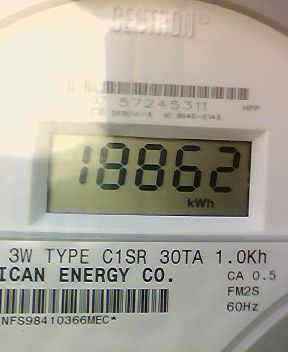 CENTRON®
57245311
HPP
18862
kWh
3W TYPE C1SR 30TA 1.0Kh
ICAN ENERGY CO.
CA 0.5
FM2S
60Hz
NFS98410366MEC*